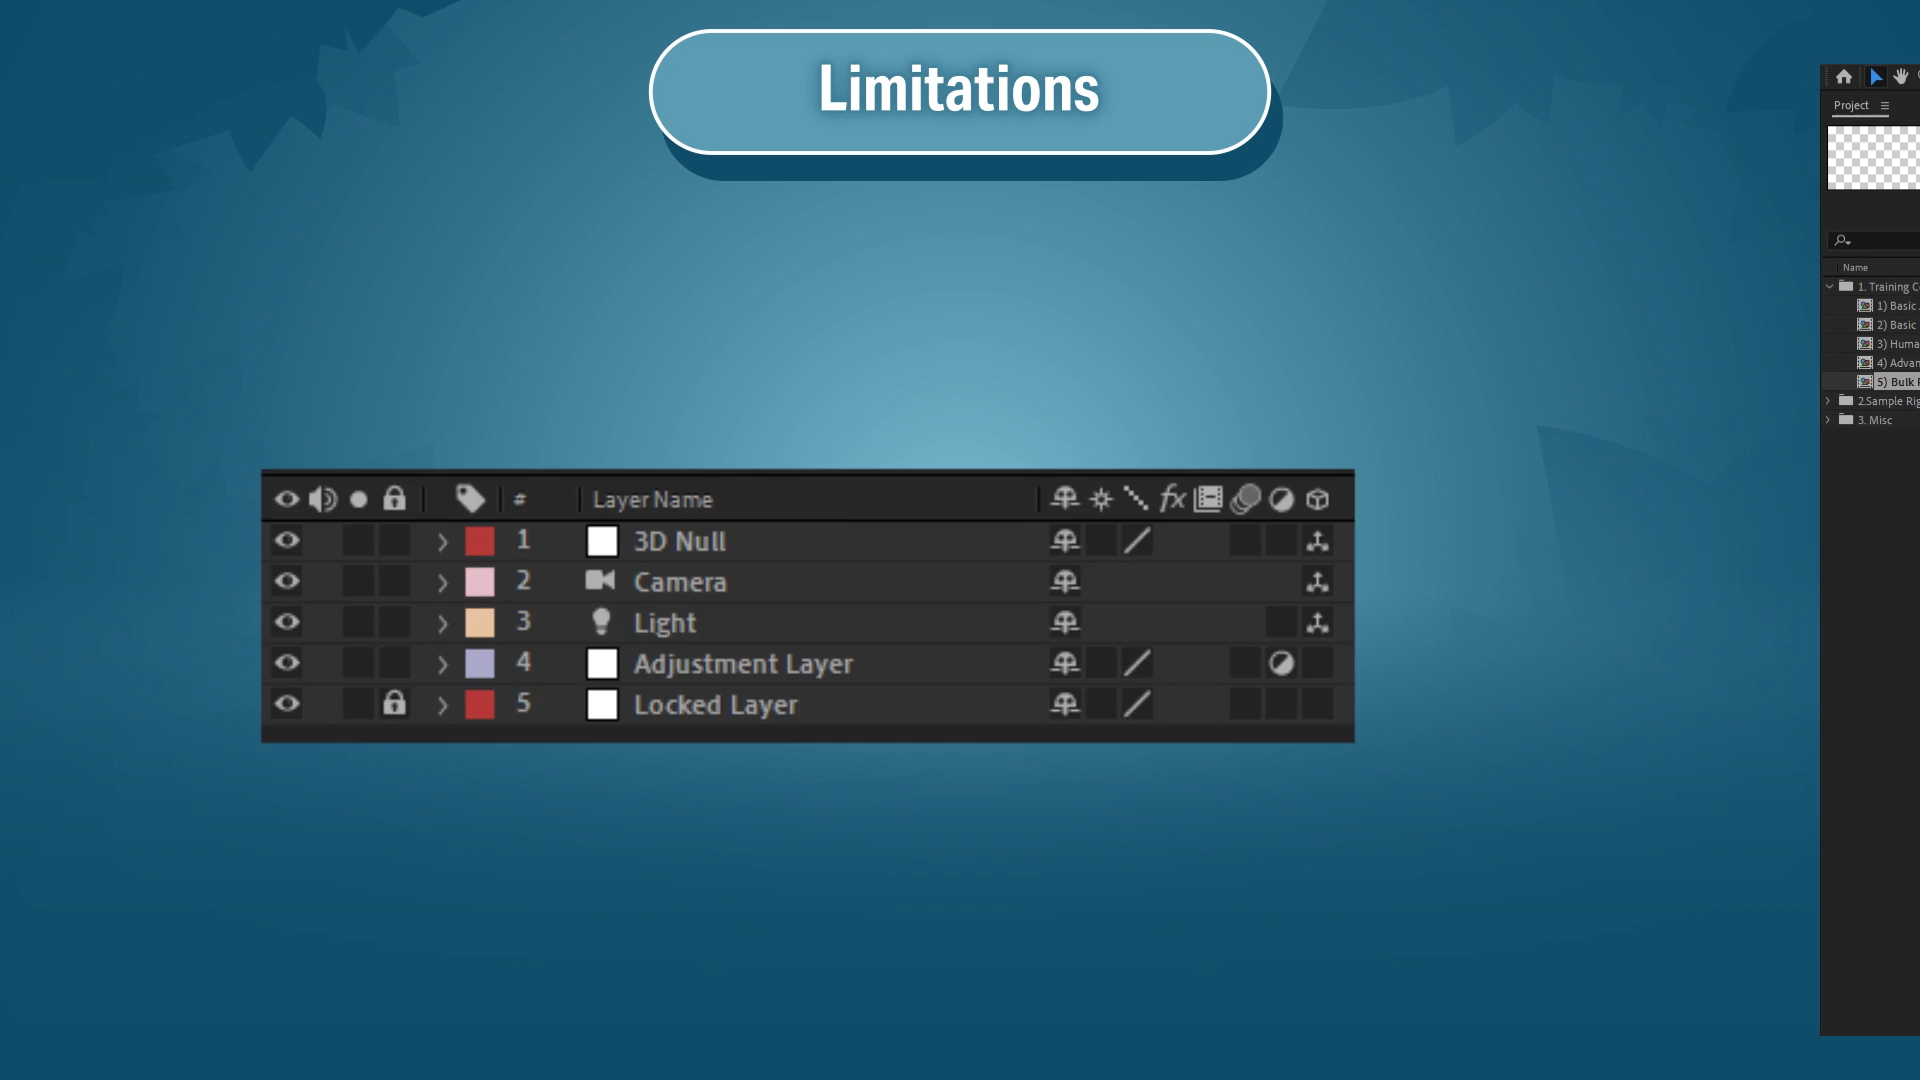 Limitations
# Layer Name
1 3D Null
2 Camera
3 Light
4 Adjustment Layer
5 Locked Layer
Project
Name
1. Training C
1) Basic
2) Basic
3) Huma
4) Advan
5) Bulk
2.Sample Rig
3. Misc